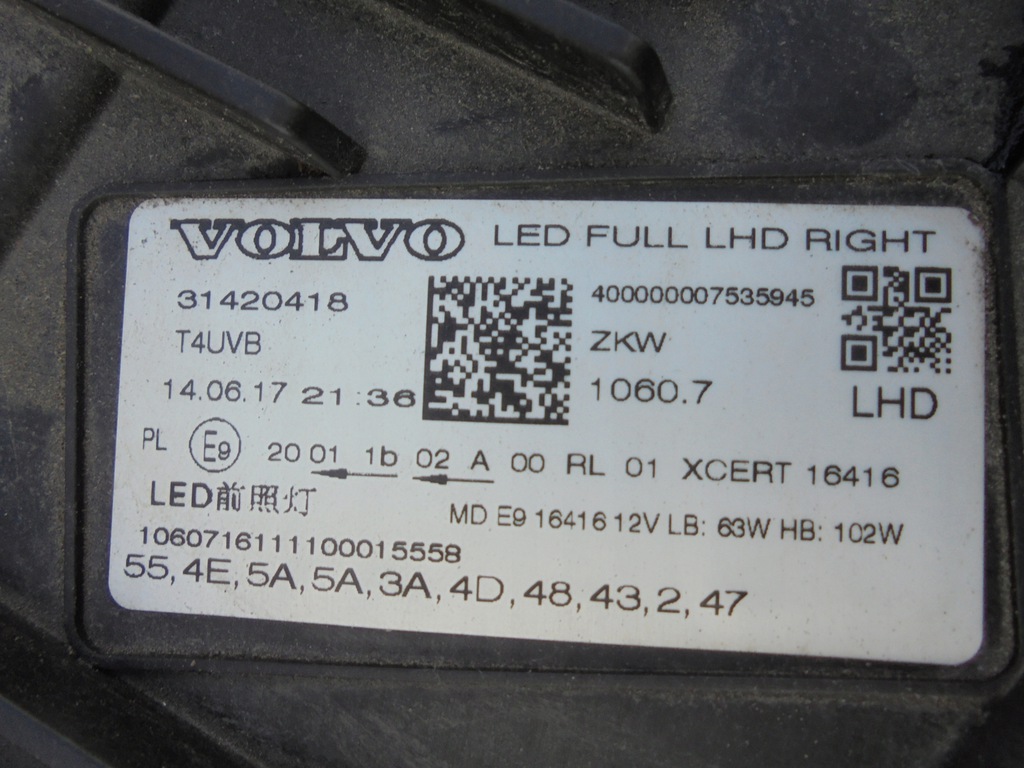 VOLVO LED FULL LHD RIGHT
31420418
T4UVB
14.06.17 21:36
400000007535945
ZKW
1060.7
LHD
PL E9 20 01 1b 02 A 00 RL 01 XCERT 16416
LED前照灯
MD E9 16416 12V LB: 63W HB: 102W
1060716111100015558
55,4E,5A,5A,3A,4D,48,43,2,47